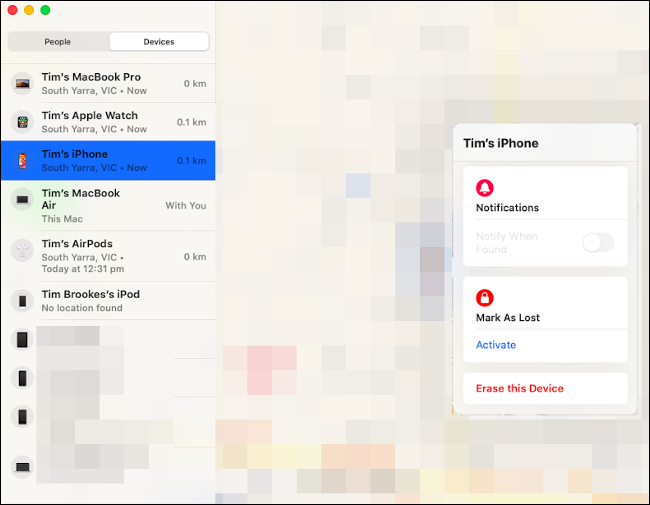 People
Devices
Tim's MacBook Pro
South Yarra, VIC • Now
0 km
Tim's Apple Watch
South Yarra, VIC • Now
0.1 km
Tim's iPhone
South Yarra, VIC • Now
0.1 km
Tim's MacBook
Air
This Mac
With You
Tim's AirPods
South Yarra, VIC •
Today at 12:31 pm
0 km
Tim Brookes's iPod
No location found
Tim's iPhone
Notifications
Notify When
Found
Mark As Lost
Activate
Erase this Device